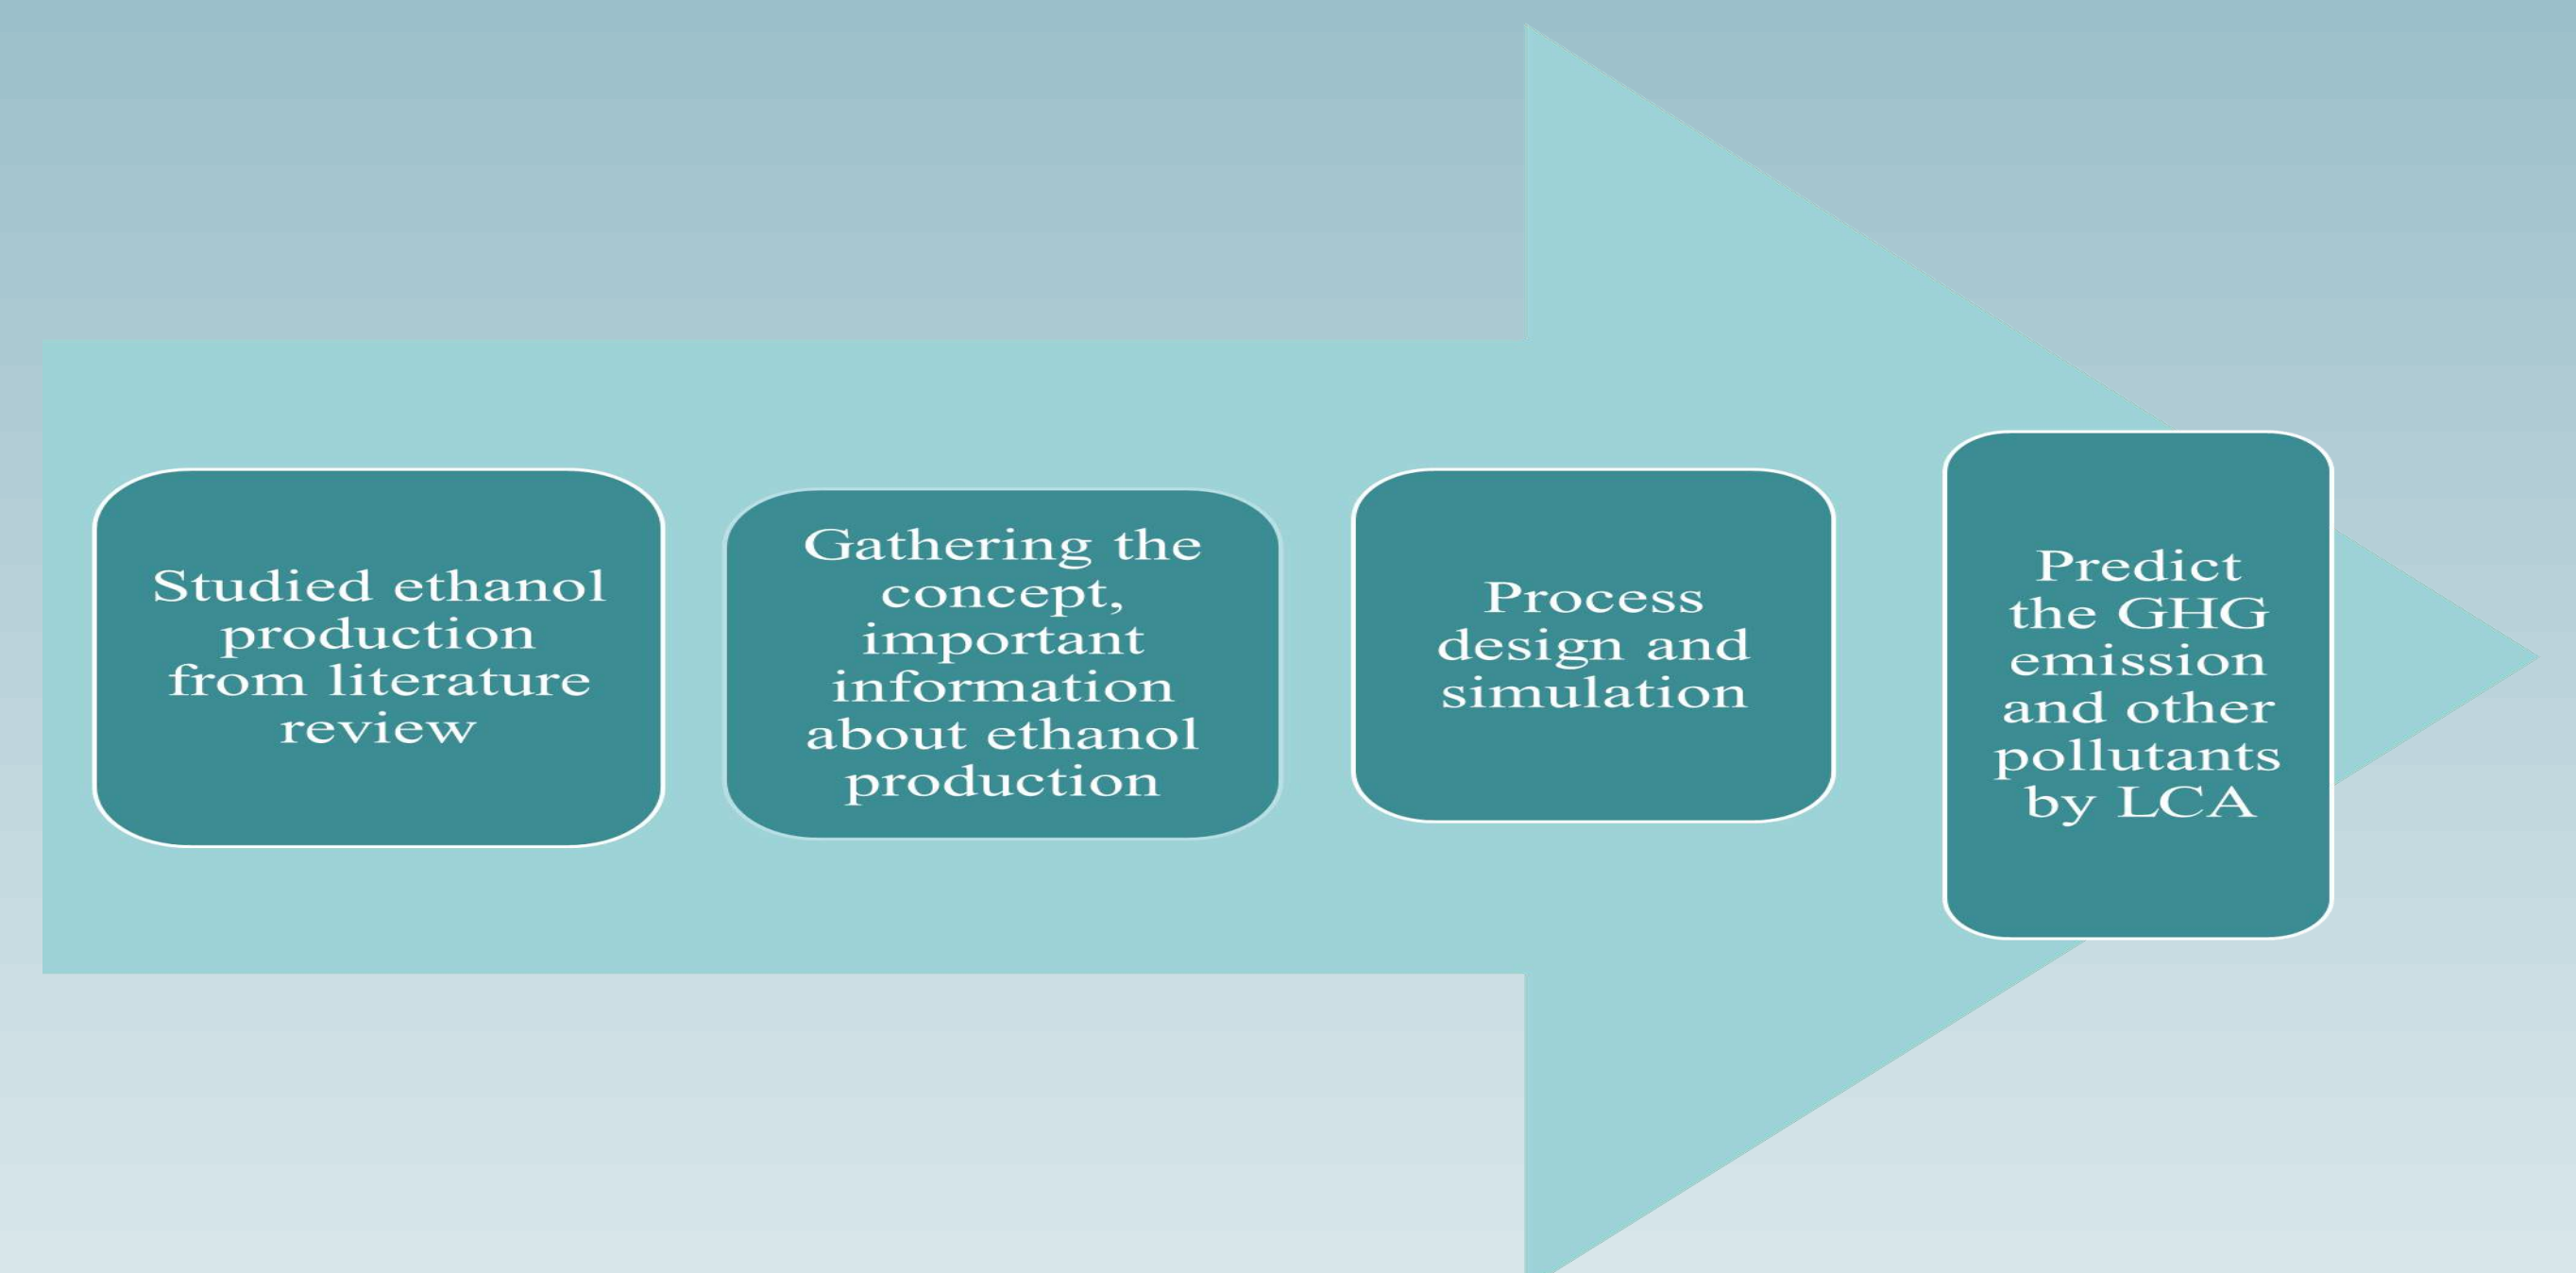 Studied ethanol
production
from literature
review
Gathering the
concept,
important
information
about ethanol
production
Process
design and
simulation
Predict
the GHG
emission
and other
pollutants
by LCA